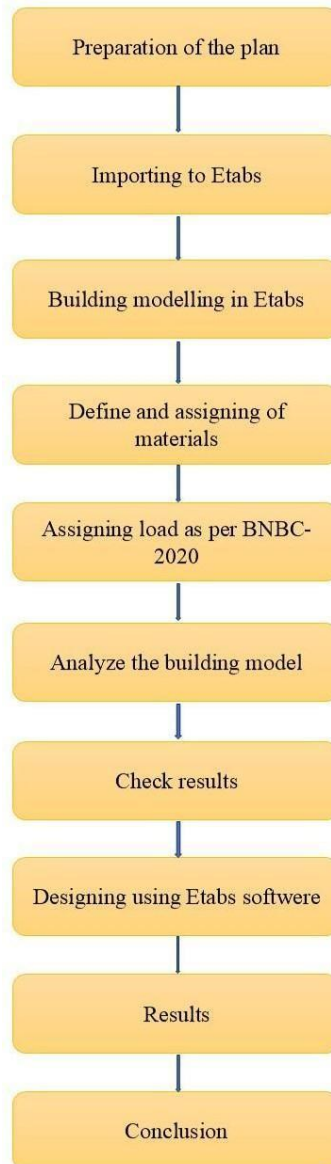 Preparation of the plan
Importing to Etabs
Building modelling in Etabs
Define and assigning of
materials
Assigning load as per BNBC-
2020
Analyze the building model
Check results
Designing using Etabs softwere
Results
Conclusion